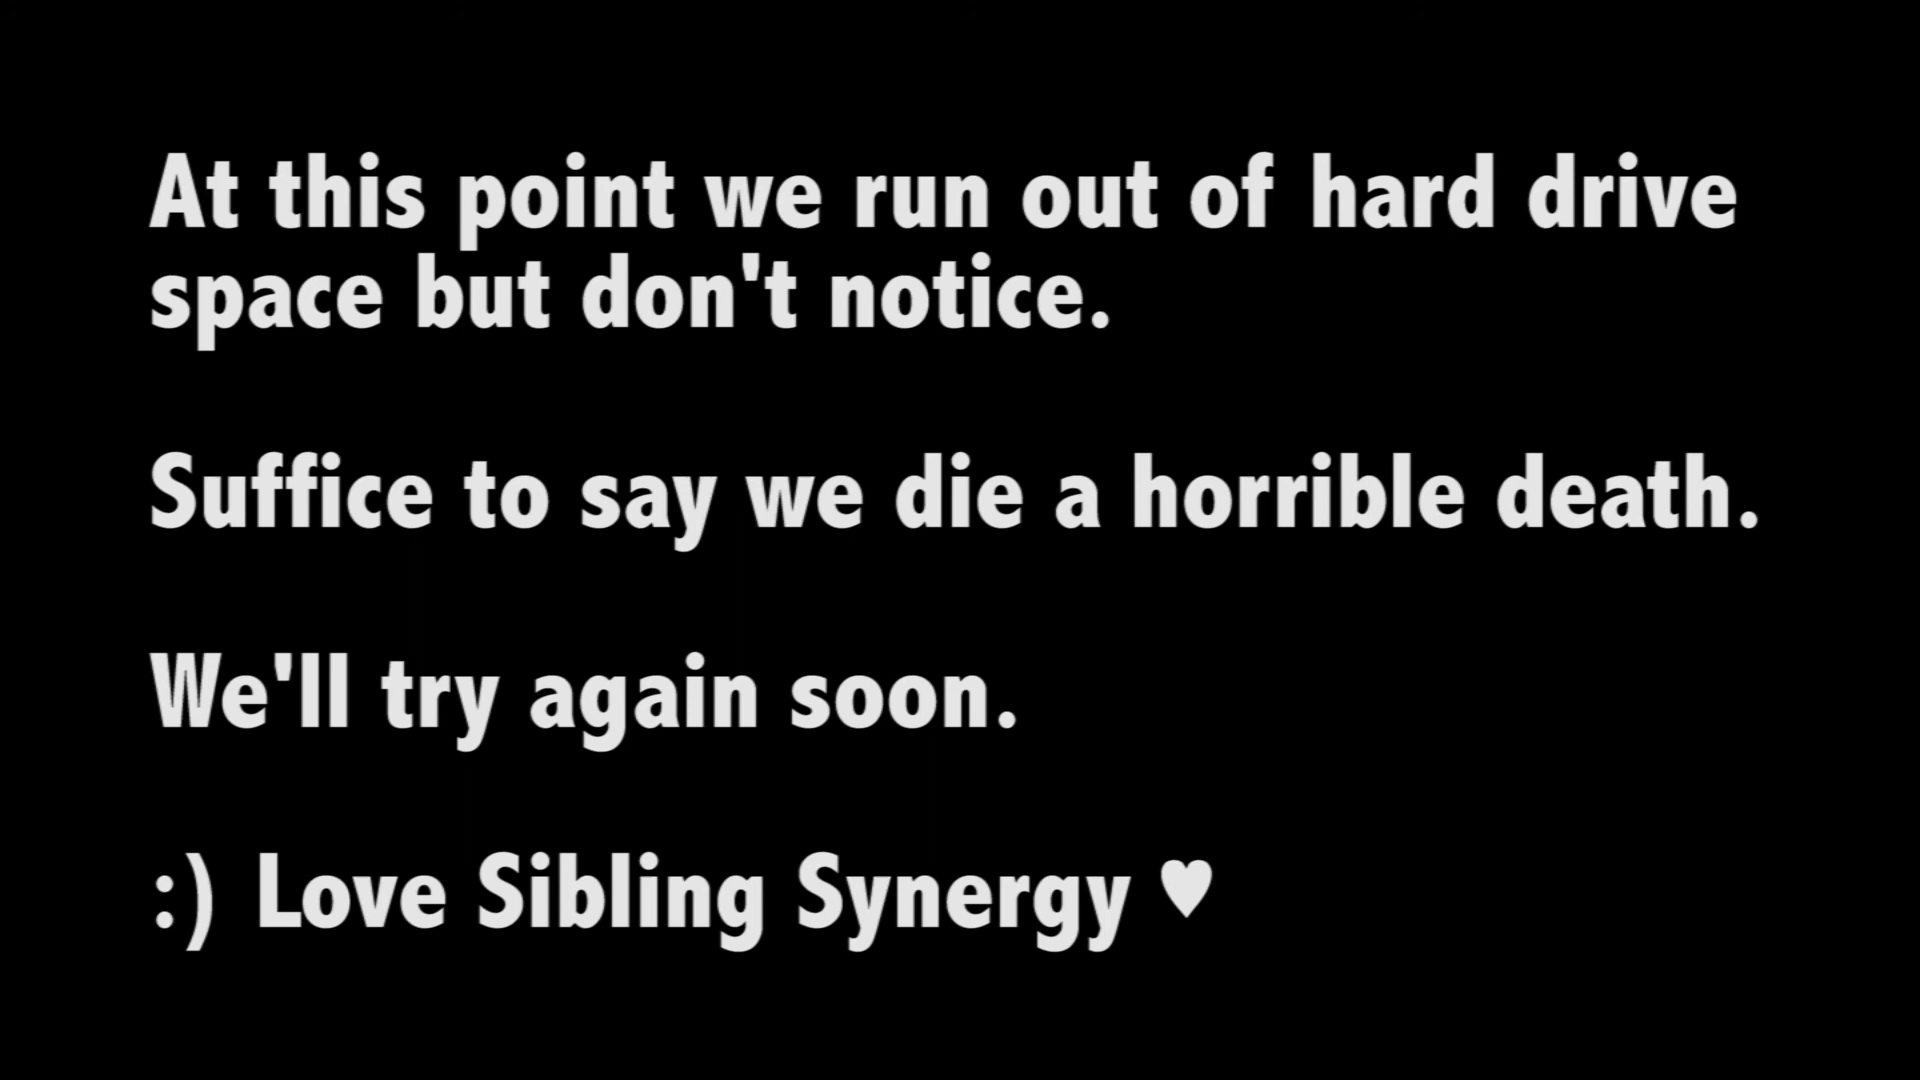 At this point we run out of hard drive
space but don't notice.
Suffice to say we die a horrible death.
We'll try again soon.
:) Love Sibling Synergy ♥